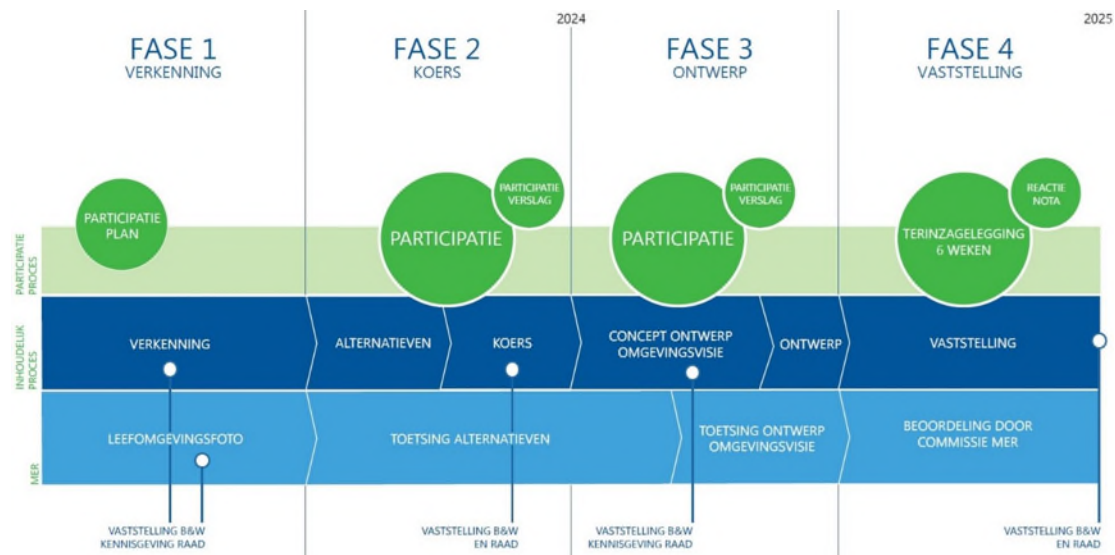 2024
2025
FASE 1
VERKENNING
FASE 2
KOERS
FASE 3
ONTWERP
FASE 4
VASTSTELLING
PARTICIPATIE
PROCES
PARTICIPATIE
PLAN
PARTICIPATIE
PARTICIPATIE
VERSLAG
PARTICIPATIE
PARTICIPATIE
VERSLAG
TERINZAGELEGGING
6 WEKEN
REACTIE
NOTA
INHOUDELIJK
PROCES
VERKENNING
ALTERNATIEVEN
KOERS
CONCEPT ONTWERP
OMGEVINGSVISIE
ONTWERP
VASTSTELLING
MER
LEEFOMGEVINGSFOTO
TOETSING ALTERNATIEVEN
TOETSING ONTWERP
OMGEVINGSVISIE
BEOORDELING DOOR
COMMISSIE MER
VASTSTELLING B&W
KENNISGEVING RAAD
VASTSTELLING B&W
EN RAAD
VASTSTELLING B&W
KENNISGEVING RAAD
VASTSTELLING B&W
EN RAAD